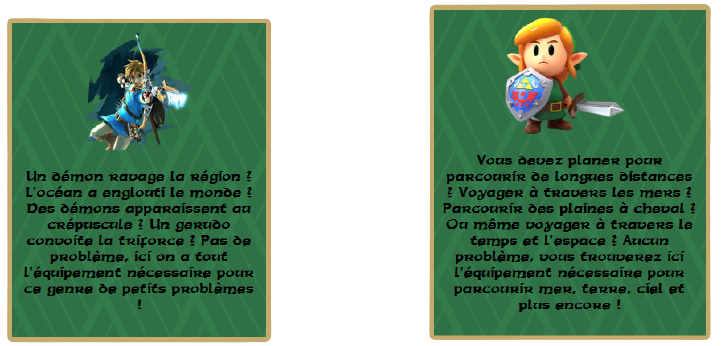 Un démon ravage la région ?
L'océan a englouti le monde ?
Des démons apparaissent au
crépuscule ? Un gerudo
convoite la triforce ? Pas de
problème, ici on a tout
l'équipement nécessaire pour
ce genre de petits problèmes
!
Vous devez planer pour
parcourir de longues distances
? Voyager à travers les mers ?
Parcourir des plaines à cheval ?
Ou même voyager à travers le
temps et l'espace ? Aucun
problème, vous trouverez ici
l'équipement nécessaire pour
parcourir mer, terre, ciel et
plus encore !